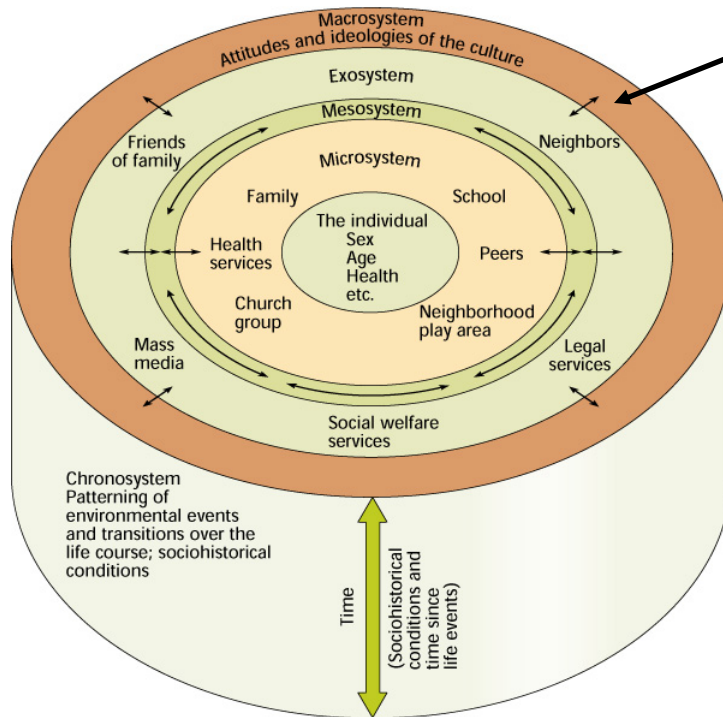 Macrosystem
Attitudes and ideologies of the culture
Exosystem
Mesosystem
Friends
of family
Neighbors
Microsystem
Family
School
The individual
Sex
Age
Health
etc.
Health
services
Peers
Church
group
Neighborhood
play area
Mass
media
Legal
services
Social welfare
services
Chronosystem
Patterning of
environmental events
and transitions over the
life course; sociohistorical
conditions
Time
(Sociohistorical
conditions and
time since
life events)